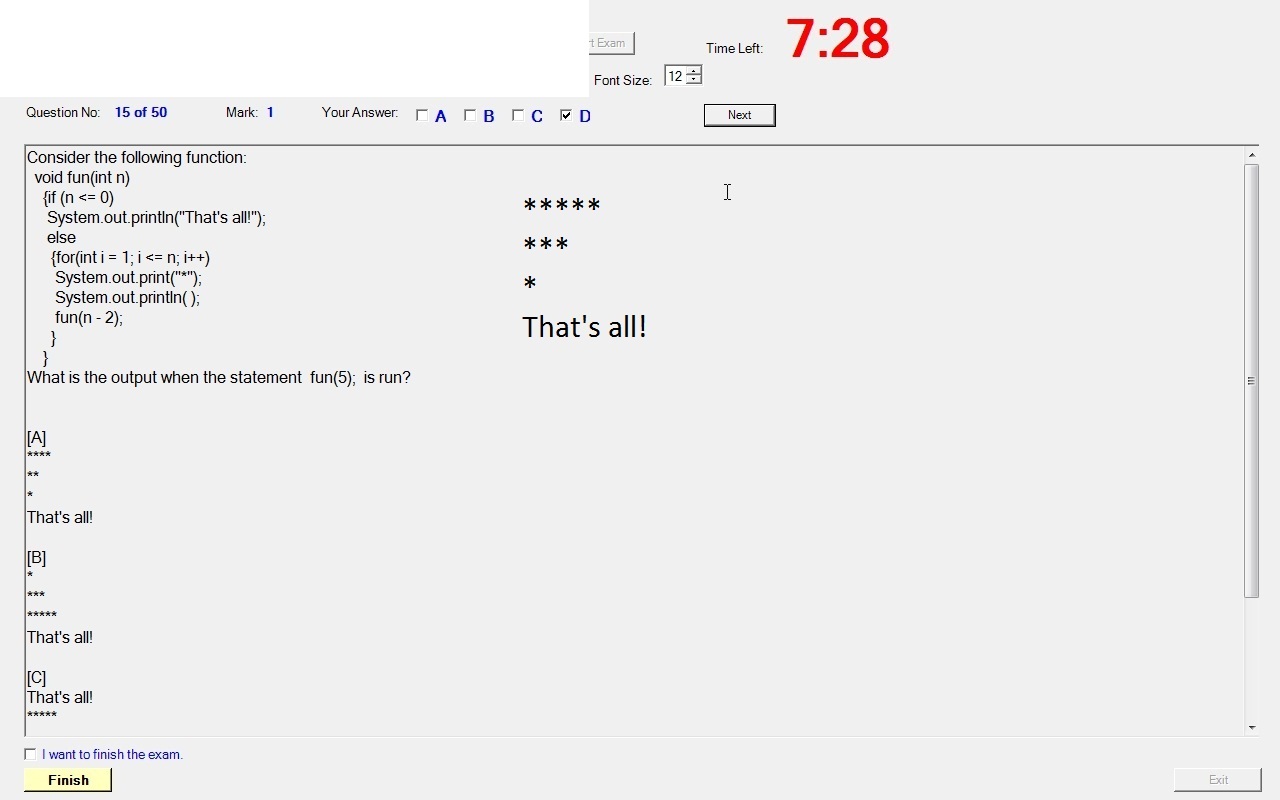 t Exam
Time Left: 7:28
Font Size: 12
Question No: 15 of 50 Mark: 1 Your Answer: A B C D Next
Consider the following function:
void fun(int n)
{if (n <= 0)
System.out.println("That's all!");
else
{for(int i = 1; i <= n; i++)
System.out.print("*");
System.out.println( );
fun(n - 2);
}
}
What is the output when the statement fun(5); is run?
*****
***
*
That's all!
[A]
****
**
*
That's all!
[B]
*
***
*****
That's all!
[C]
That's all!
*****
I want to finish the exam.
Finish Exit